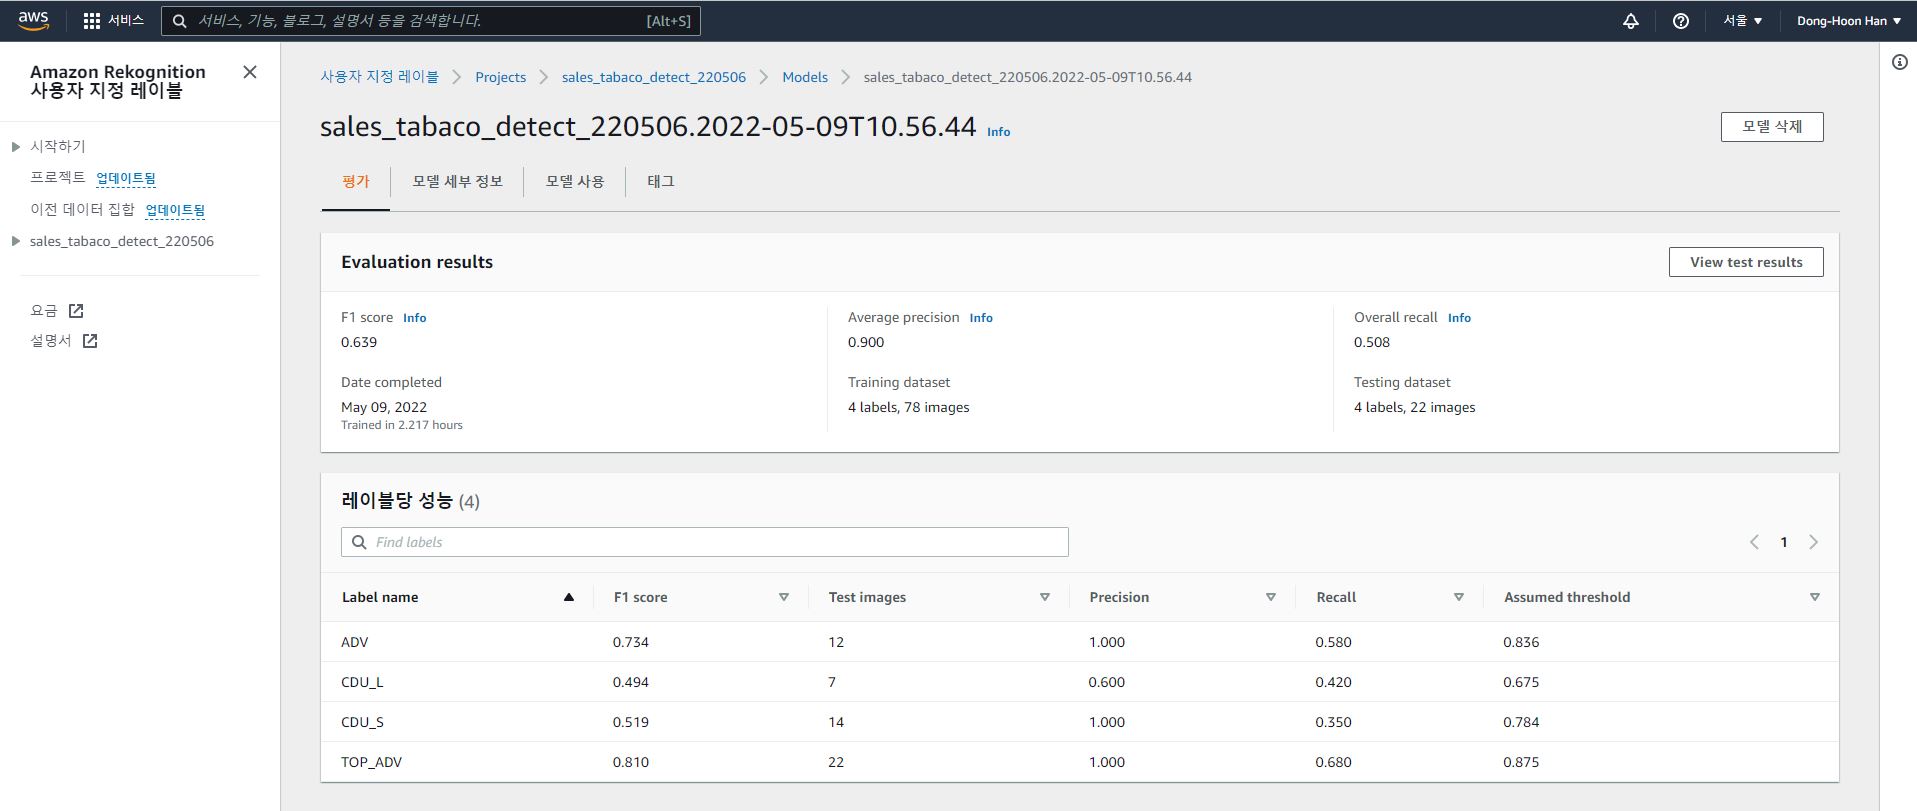 aws 서비스 서비스, 기능, 블로그, 설명서 등을 검색합니다. [Alt+S] 서울 ▼ Dong-Hoon Han ▼
Amazon Rekognition
사용자 지정 레이블
시작하기
프로젝트 업데이트됨
이전 데이터 집합 업데이트됨
sales_tabaco_detect_220506
요금
설명서
사용자 지정 레이블 > Projects > sales_tabaco_detect_220506 > Models > sales_tabaco_detect_220506.2022-05-09T10.56.44
sales_tabaco_detect_220506.2022-05-09T10.56.44 Info 모델 삭제
평가 모델 세부 정보 모델 사용 태그
Evaluation results View test results
F1 score Info Average precision Info Overall recall Info
0.639 0.900 0.508
Date completed Training dataset Testing dataset
May 09, 2022 4 labels, 78 images 4 labels, 22 images
Trained in 2.217 hours
레이블당 성능 (4)
Find labels 1
Label name F1 score Test images Precision Recall Assumed threshold
ADV 0.734 12 1.000 0.580 0.836
CDU_L 0.494 7 0.600 0.420 0.675
CDU_S 0.519 14 1.000 0.350 0.784
TOP_ADV 0.810 22 1.000 0.680 0.875